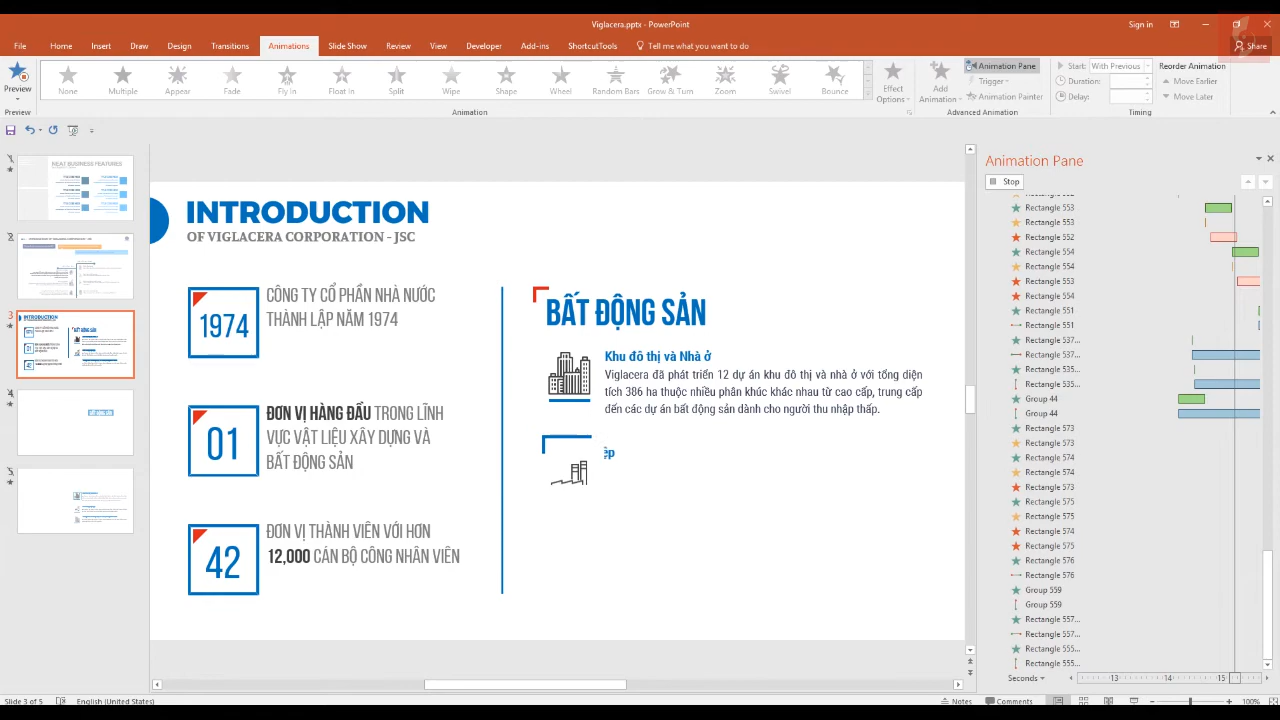 Viglacera.pptx - PowerPoint
Sign in
File Home Insert Draw Design Transitions Animations Slide Show Review View Developer Add-ins ShortcutTools Tell me what you want to do
Share
Preview
None Multiple Appear Fade Fly In Float In Split Wipe Shape Wheel Random Bars Grow & Turn Zoom Swivel Bounce
Effect Options
Add Animation
Animation Pane
Trigger
Animation Painter
Start: With Previous
Duration:
Delay:
Reorder Animation
Move Earlier
Move Later
Preview
Animation
Advanced Animation
Timing
2
3
4
5
INTRODUCTION
OF VIGLACERA CORPORATION - JSC
1974
CÔNG TY CỔ PHẦN NHÀ NƯỚC
THÀNH LẬP NĂM 1974
01
ĐƠN VỊ HÀNG ĐẦU TRONG LĨNH
VỰC VẬT LIỆU XÂY DỰNG VÀ
BẤT ĐỘNG SẢN
42
ĐƠN VỊ THÀNH VIÊN VỚI HƠN
12,000 CÁN BỘ CÔNG NHÂN VIÊN
BẤT ĐỘNG SẢN
Khu đô thị và Nhà ở
Viglacera đã phát triển 12 dự án khu đô thị và nhà ở với tổng diện
tích 386 ha thuộc nhiều phân khúc khác nhau từ cao cấp, trung cấp
đến các dự án bất động sản dành cho người thu nhập thấp.
ệp
Animation Pane
Stop
Rectangle 553
Rectangle 553
Rectangle 552
Rectangle 554
Rectangle 554
Rectangle 553
Rectangle 554
Rectangle 551
Rectangle 551
Rectangle 537...
Rectangle 537...
Rectangle 535...
Rectangle 535...
Group 44
Group 44
Rectangle 573
Rectangle 573
Rectangle 574
Rectangle 574
Rectangle 573
Rectangle 575
Rectangle 575
Rectangle 574
Rectangle 575
Rectangle 576
Rectangle 576
Group 559
Group 559
Rectangle 557...
Rectangle 557...
Rectangle 555...
Rectangle 555...
Seconds 13 14 15
Slide 3 of 5 English (United States)
Notes Comments 100%